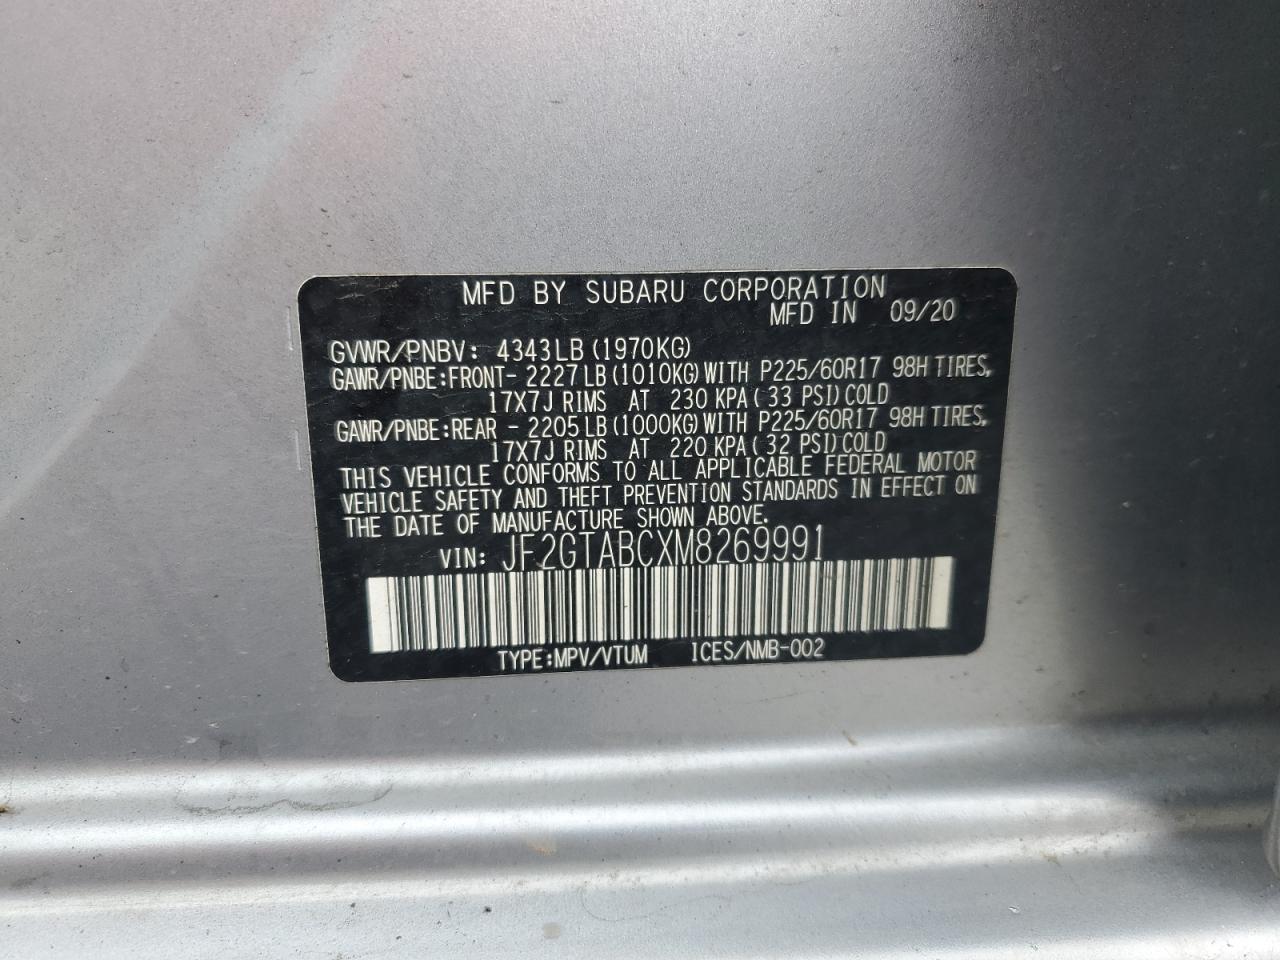 MFD BY SUBARU CORPORATION
MFD IN 09/20
GVWR/PNBV: 4343LB (1970KG)
GAWR/PNBE:FRONT- 2227LB (1010KG) WITH P225/60R17 98H TIRES,
17X7J RIMS AT 230 KPA( 33 PSI) COLD
GAWR/PNBE:REAR - 2205LB (1000KG) WITH P225/60R17 98H TIRES,
17X7J RIMS AT 220 KPA( 32 PSI) COLD
THIS VEHICLE CONFORMS TO ALL APPLICABLE FEDERAL MOTOR
VEHICLE SAFETY AND THEFT PREVENTION STANDARDS IN EFFECT ON
THE DATE OF MANUFACTURE SHOWN ABOVE.
VIN: JF2GTABCXM8269991
TYPE:MPV/VTUM ICES/NMB-002